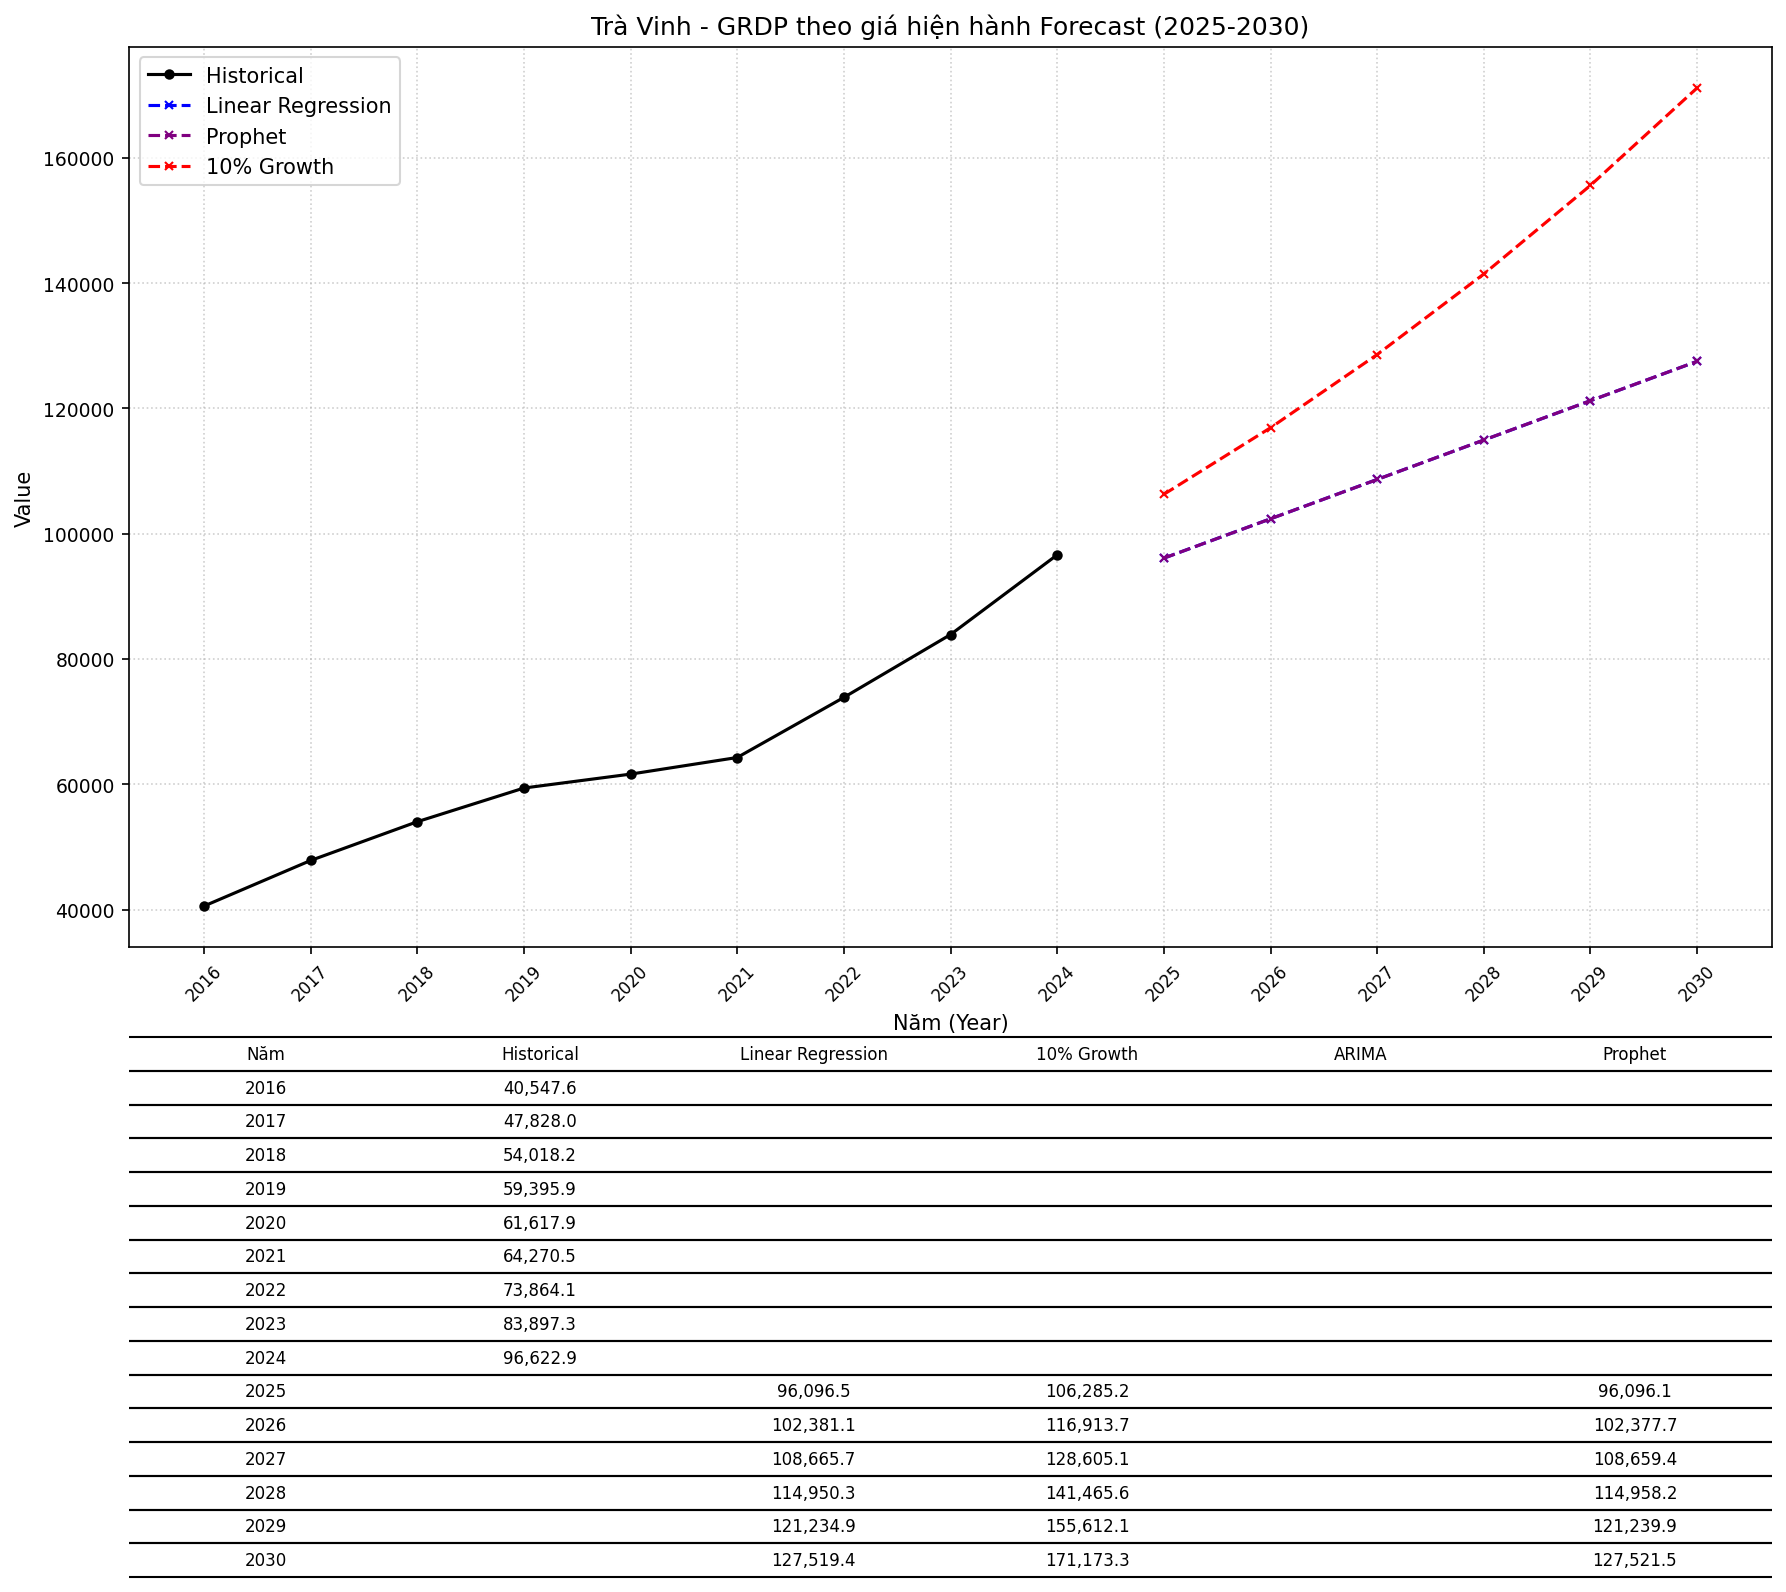 Trà Vinh - GRDP theo giá hiện hành Forecast (2025-2030)
Historical
Linear Regression
Prophet
10% Growth
Value
160000
140000
120000
100000
80000
60000
40000
2016 2017 2018 2019 2020 2021 2022 2023 2024 2025 2026 2027 2028 2029 2030
Năm (Year)
Năm Historical Linear Regression 10% Growth ARIMA Prophet
2016 40,547.6
2017 47,828.0
2018 54,018.2
2019 59,395.9
2020 61,617.9
2021 64,270.5
2022 73,864.1
2023 83,897.3
2024 96,622.9
2025 96,096.5 106,285.2 96,096.1
2026 102,381.1 116,913.7 102,377.7
2027 108,665.7 128,605.1 108,659.4
2028 114,950.3 141,465.6 114,958.2
2029 121,234.9 155,612.1 121,239.9
2030 127,519.4 171,173.3 127,521.5